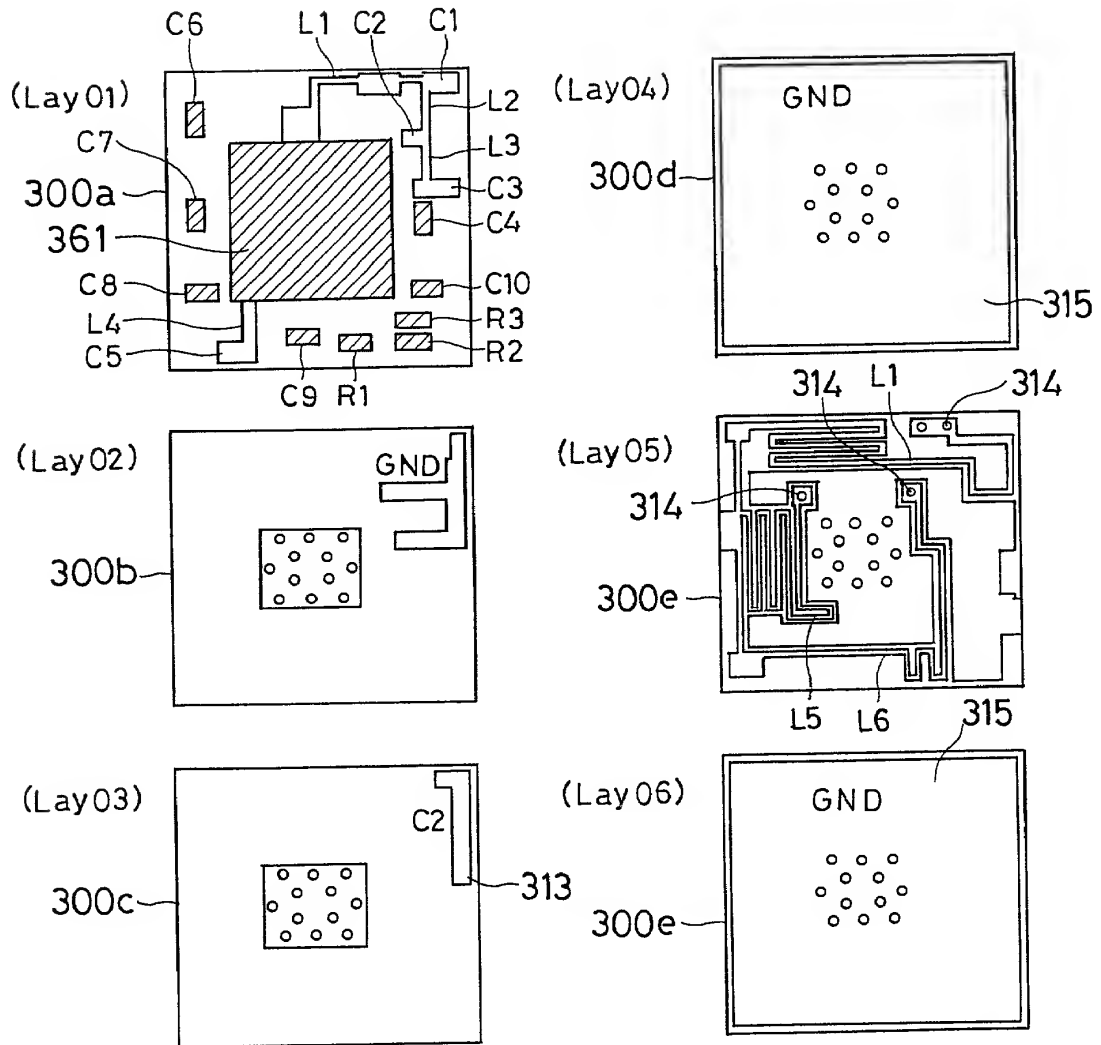 C6
L1
C2
C1
(Lay01)
L2
C7
L3
300a
C3
361
C4
C8
C10
L4
R3
C5
R2
C9
R1
(Lay04)
GND
300d
315
(Lay02)
GND
300b
314
L1
314
(Lay05)
314
300e
L5
L6
(Lay03)
C2
300c
313
315
(Lay06)
GND
300e